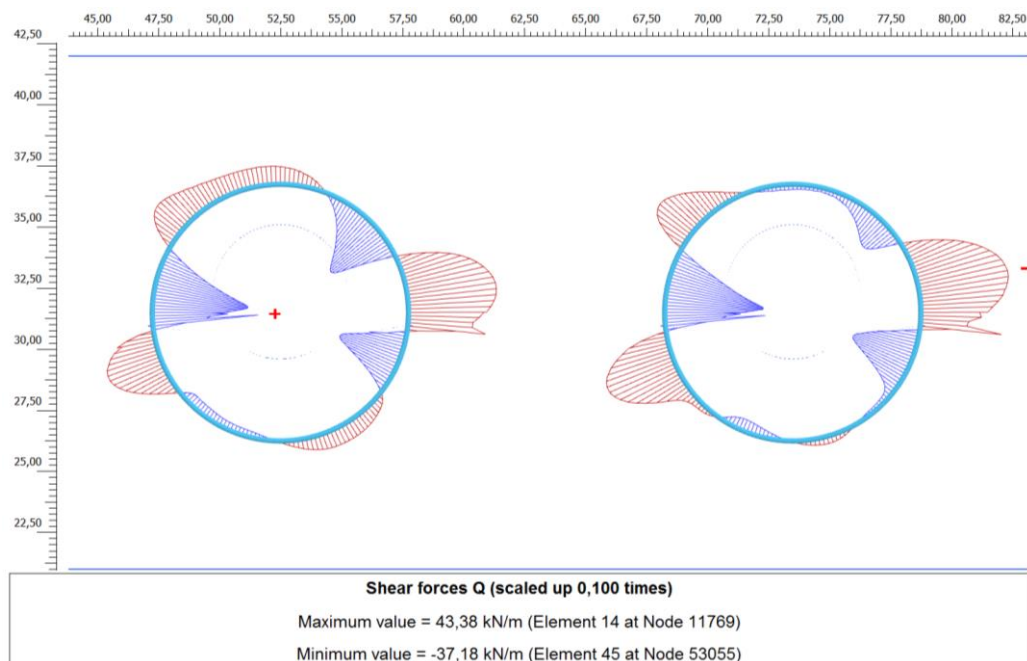 45,00 47,50 50,00 52,50 55,00 57,50 60,00 62,50 65,00 67,50 70,00 72,50 75,00 77,50 80,00 82,50
42,50
40,00
37,50
35,00
32,50
30,00
27,50
25,00
22,50
Shear forces Q (scaled up 0,100 times)
Maximum value = 43,38 kN/m (Element 14 at Node 11769)
Minimum value = -37,18 kN/m (Element 45 at Node 53055)